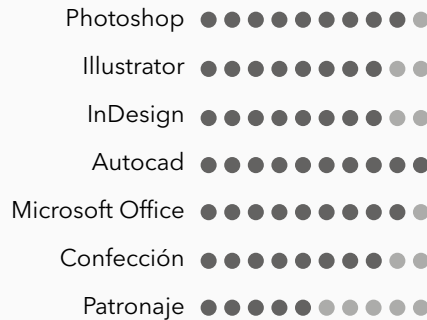 Photoshop
Illustrator
InDesign
Autocad
Microsoft Office
Confección
Patronaje